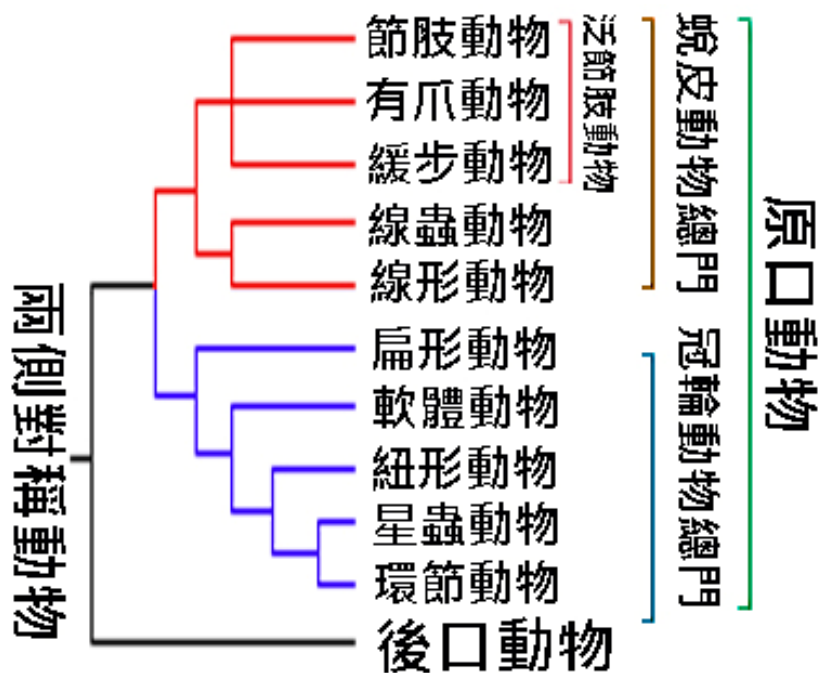 節肢動物
有爪動物
緩步動物
線蟲動物
線形動物
扁形動物
軟體動物
紐形動物
星蟲動物
環節動物
後口動物
泛節肢動物
蛻皮動物總門
冠輪動物總門
原口動物
兩側對稱動物